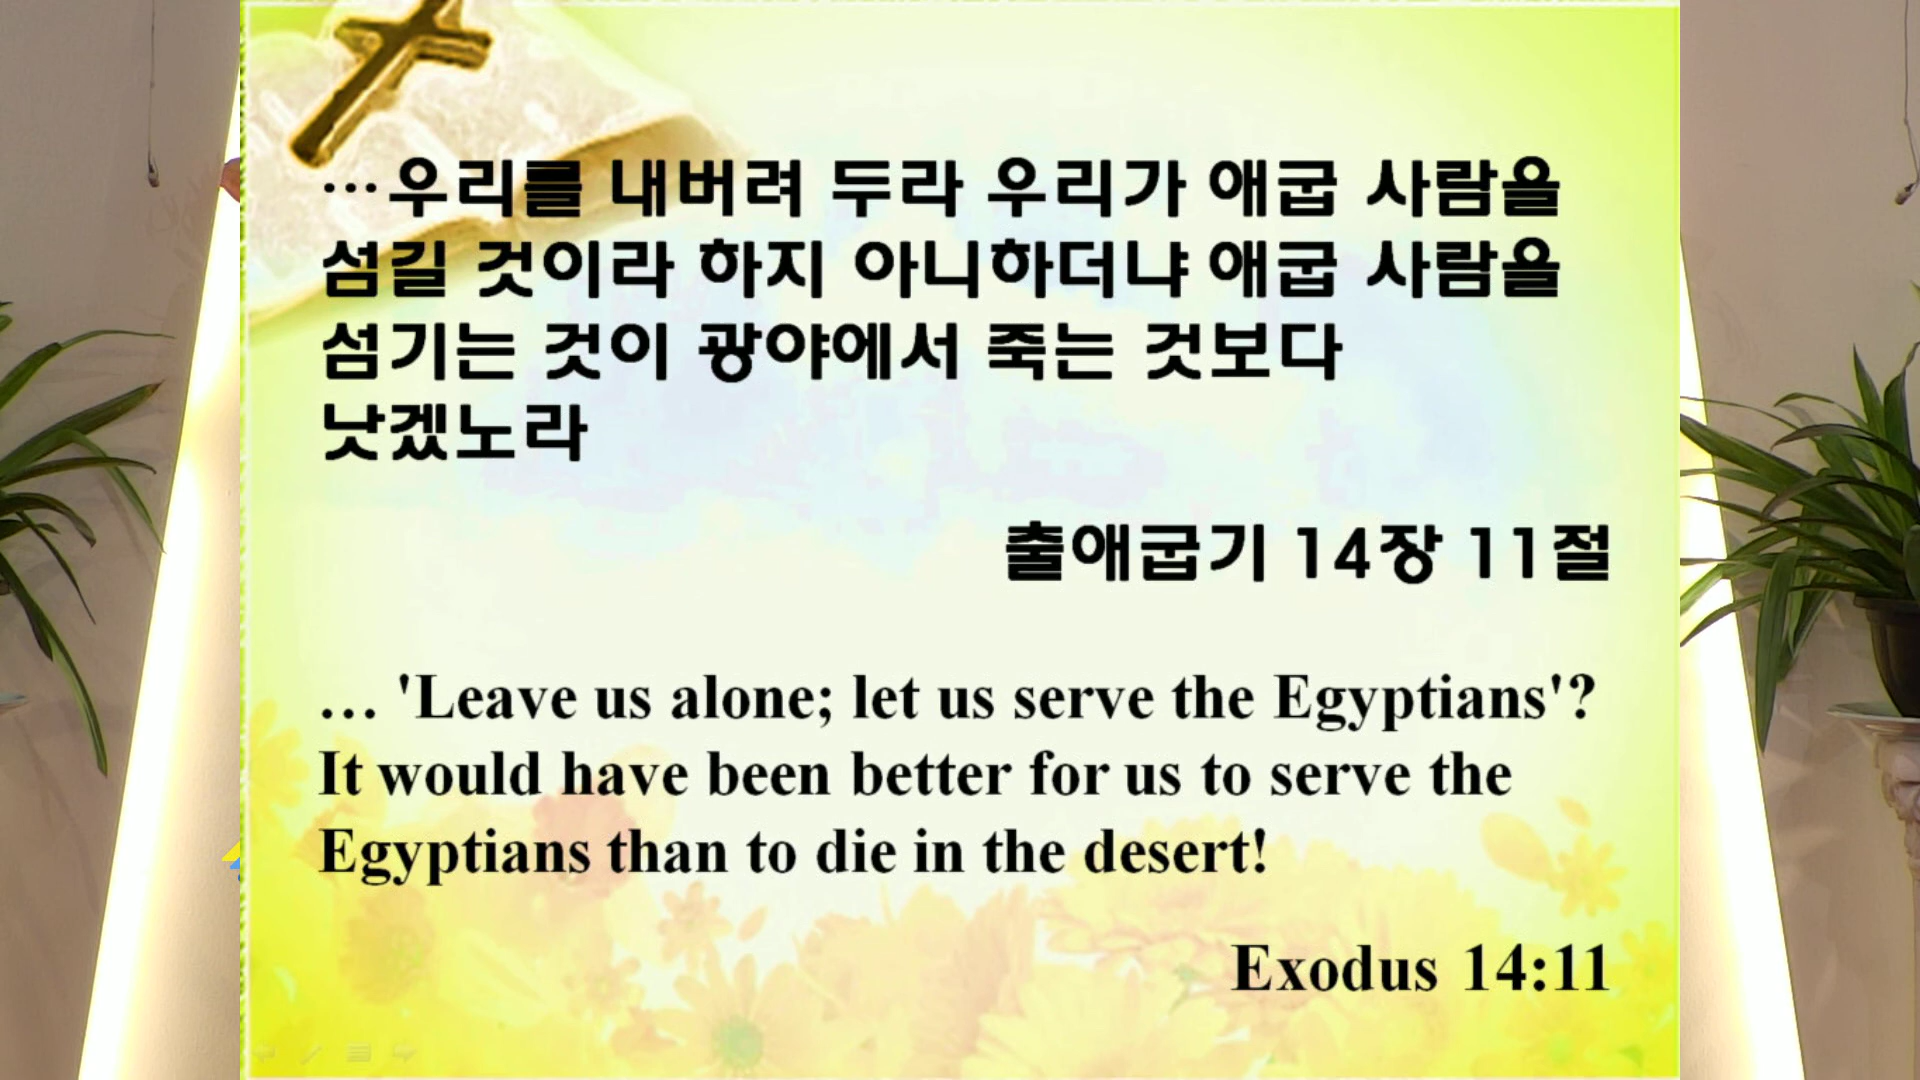 …우리를 내버려 두라 우리가 애굽 사람을
섬길 것이라 하지 아니하더냐 애굽 사람을
섬기는 것이 광야에서 죽는 것보다
낫겠노라
출애굽기 14장 11절
… 'Leave us alone; let us serve the Egyptians'?
It would have been better for us to serve the
Egyptians than to die in the desert!
Exodus 14:11